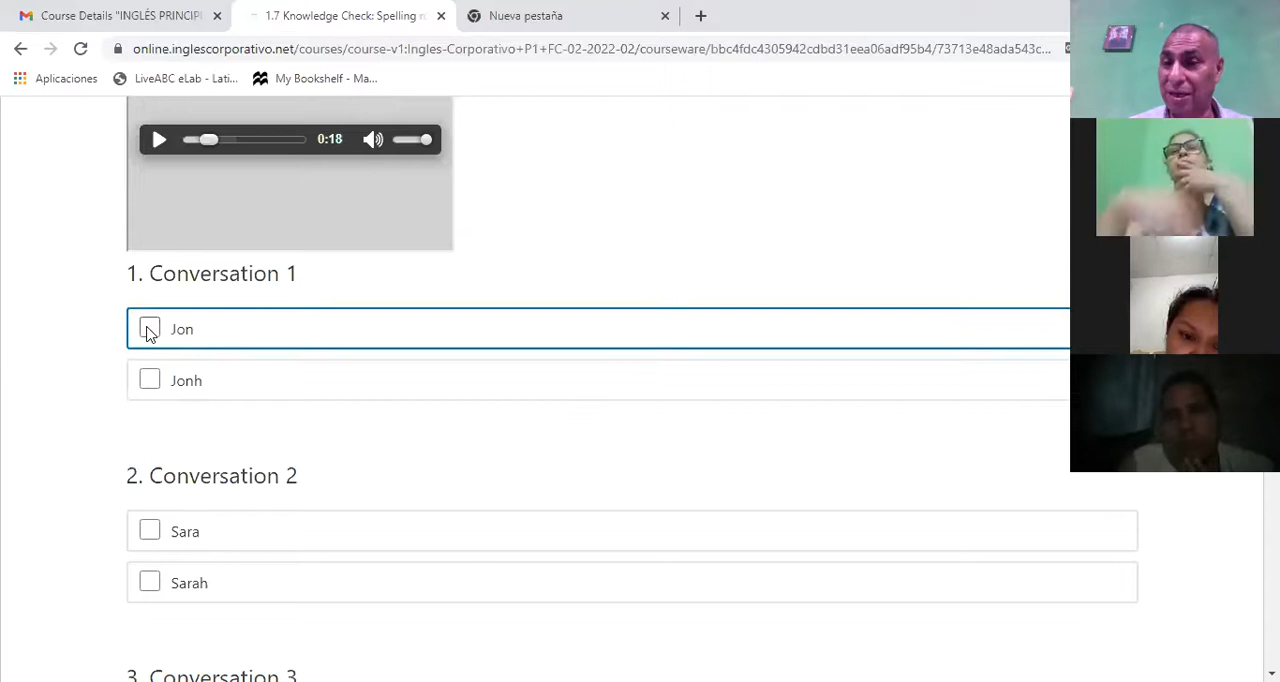 Course Details "INGLÉS PRINCIPI
1.7 Knowledge Check: Spelling n
Nueva pestaña
online.inglescorporativo.net/courses/course-v1:Ingles-Corporativo+P1+FC-02-2022-02/courseware/bbc4fdc4305942cdbd31eea06adf95b4/73713e48ada543c...
Aplicaciones
LiveABC eLab - Lati...
My Bookshelf - Ma...
0:18
1. Conversation 1
Jon
Jonh
2. Conversation 2
Sara
Sarah
3. Conversation 3